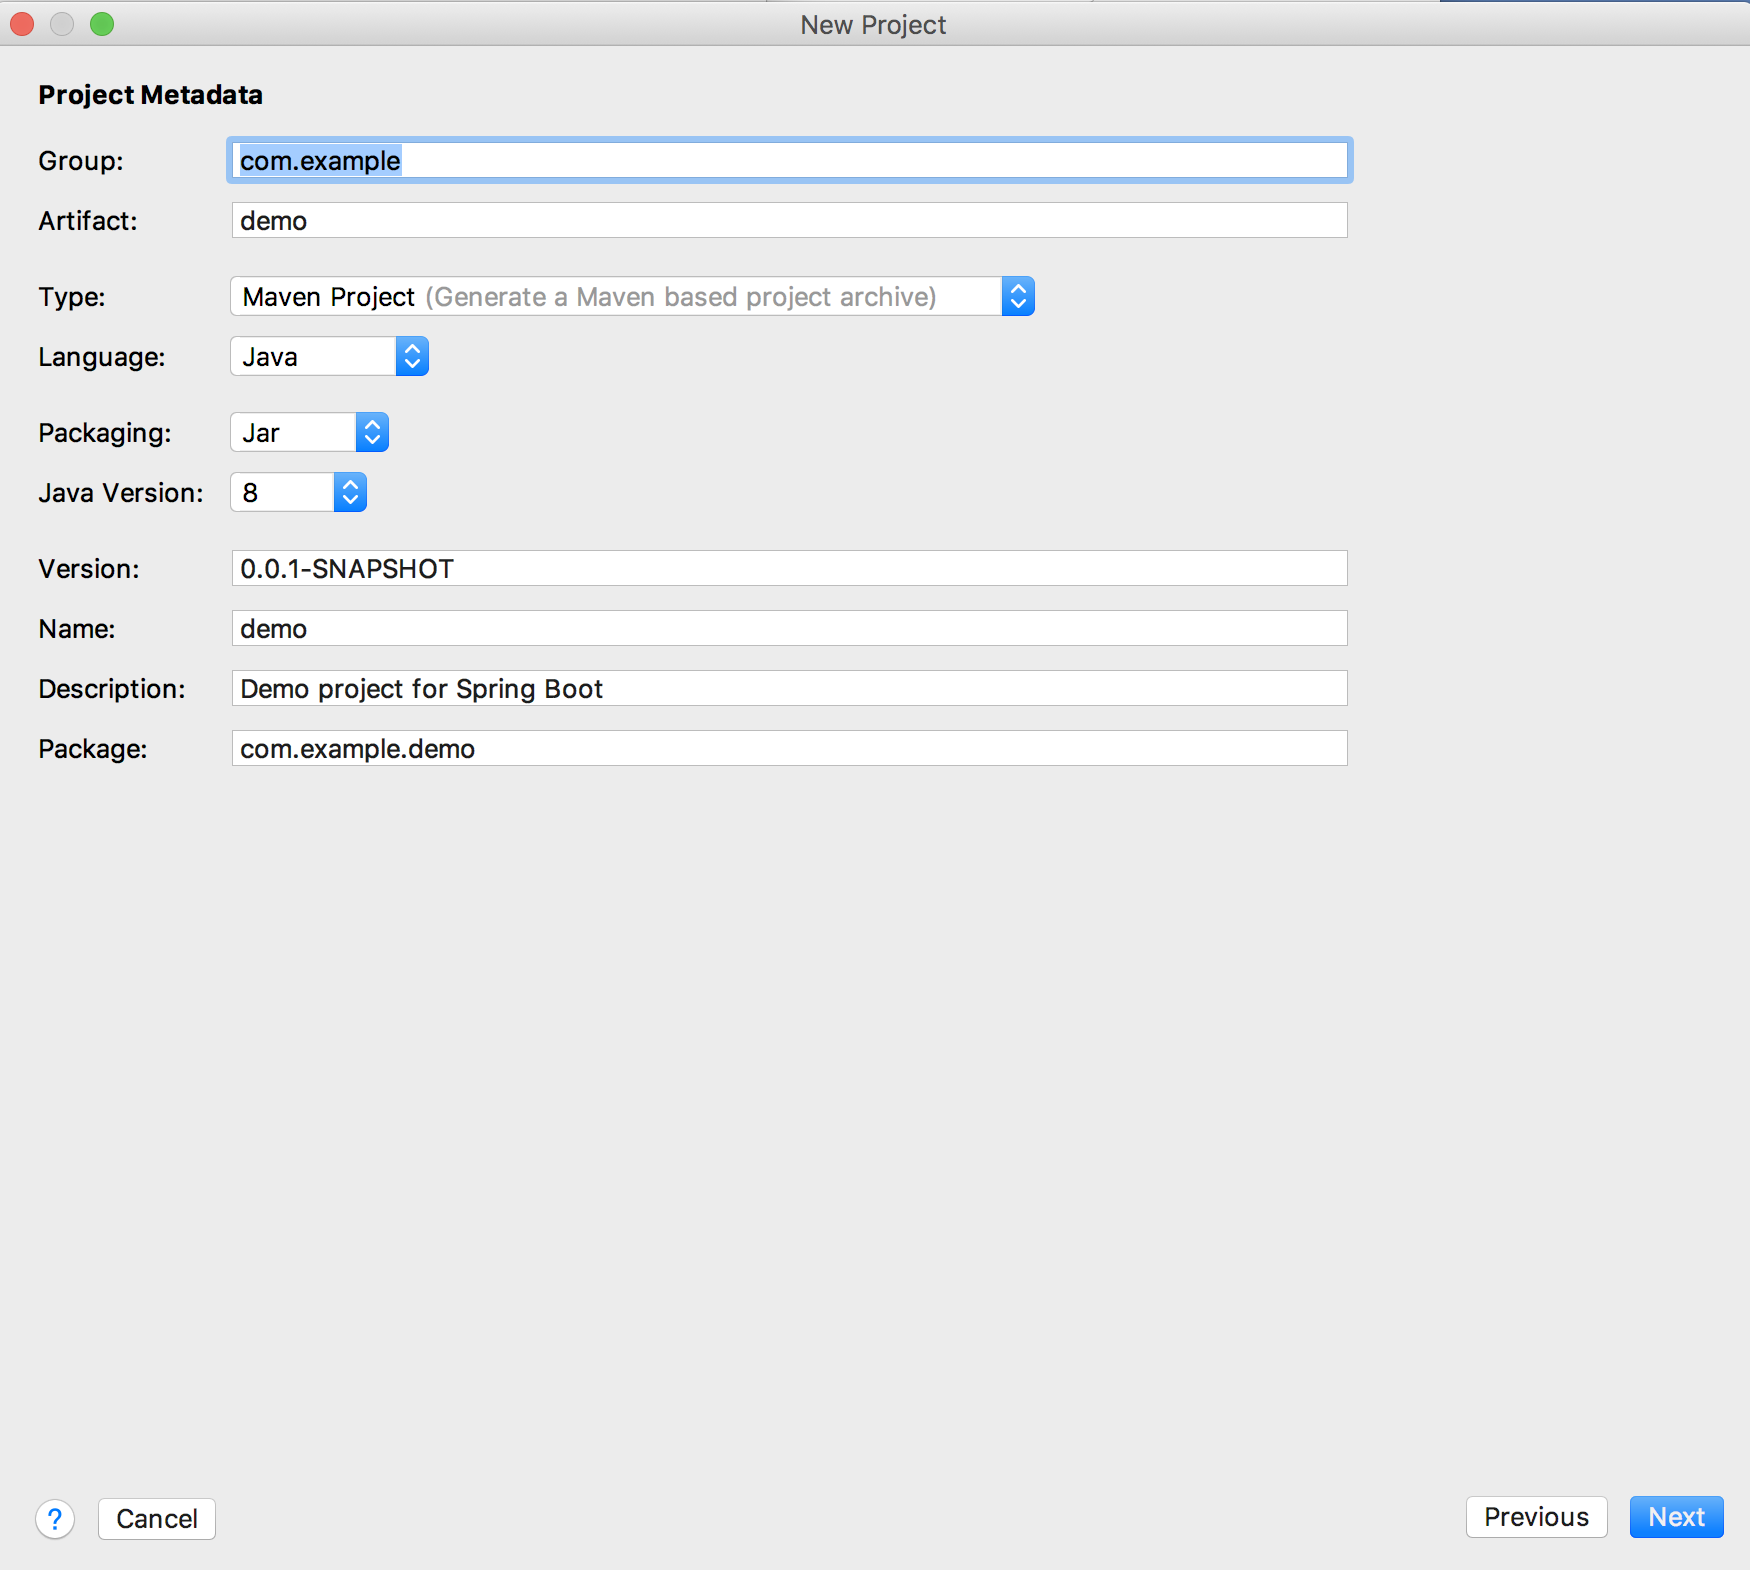 New Project
Project Metadata
Group: com.example
Artifact: demo
Type: Maven Project (Generate a Maven based project archive)
Language: Java
Packaging: Jar
Java Version: 8
Version: 0.0.1-SNAPSHOT
Name: demo
Description: Demo project for Spring Boot
Package: com.example.demo
? Cancel Previous Next